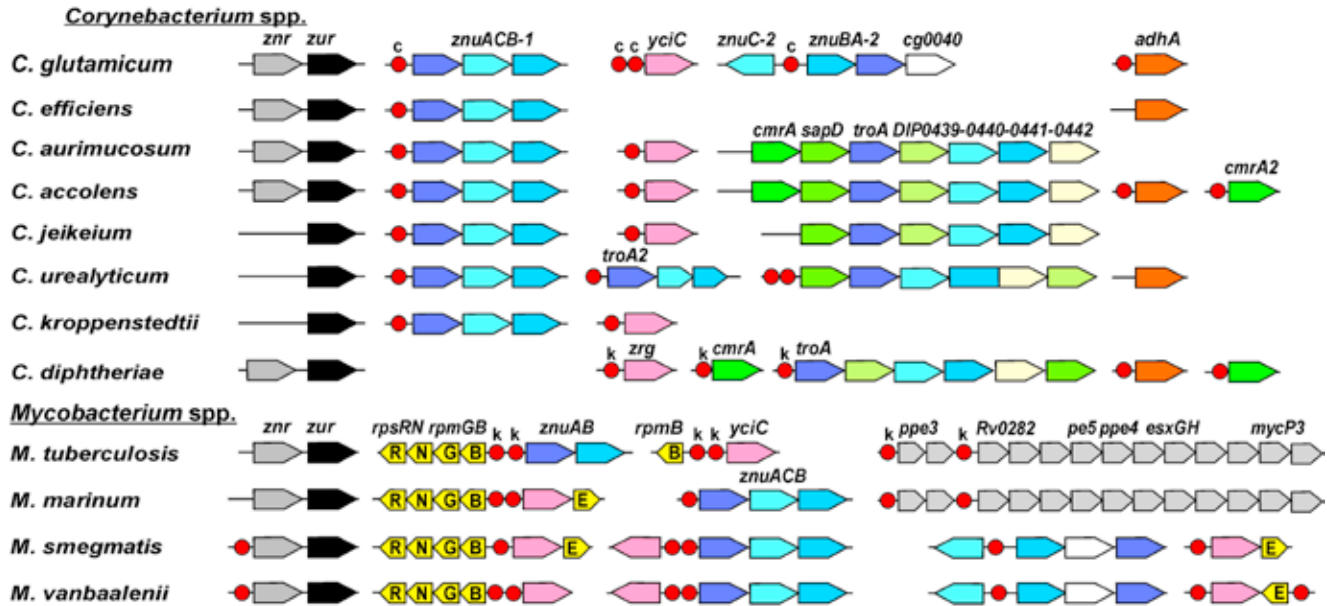 Corynebacterium spp.
znr zur c znuACB-1 c c yciC znuC-2 c znuBA-2 cg0040 adhA
C. glutamicum
C. efficiens
cmrA sapD troA DIP0439-0440-0441-0442
C. aurimucosum
cmrA2
C. accolens
C. jeikeium
troA2
C. urealyticum
C. kroppenstedtii
k zrg k cmrA k troA
C. diphtheriae
Mycobacterium spp.
znr zur rpsRN rpmGB k k znuAB rpmB k k yciC k ppe3 k Rv0282 pe5 ppe4 esxGH mycP3
M. tuberculosis R N G B B
znuACB
M. marinum R N G B E
M. smegmatis R N G B E E
M. vanbaalenii R N G B E